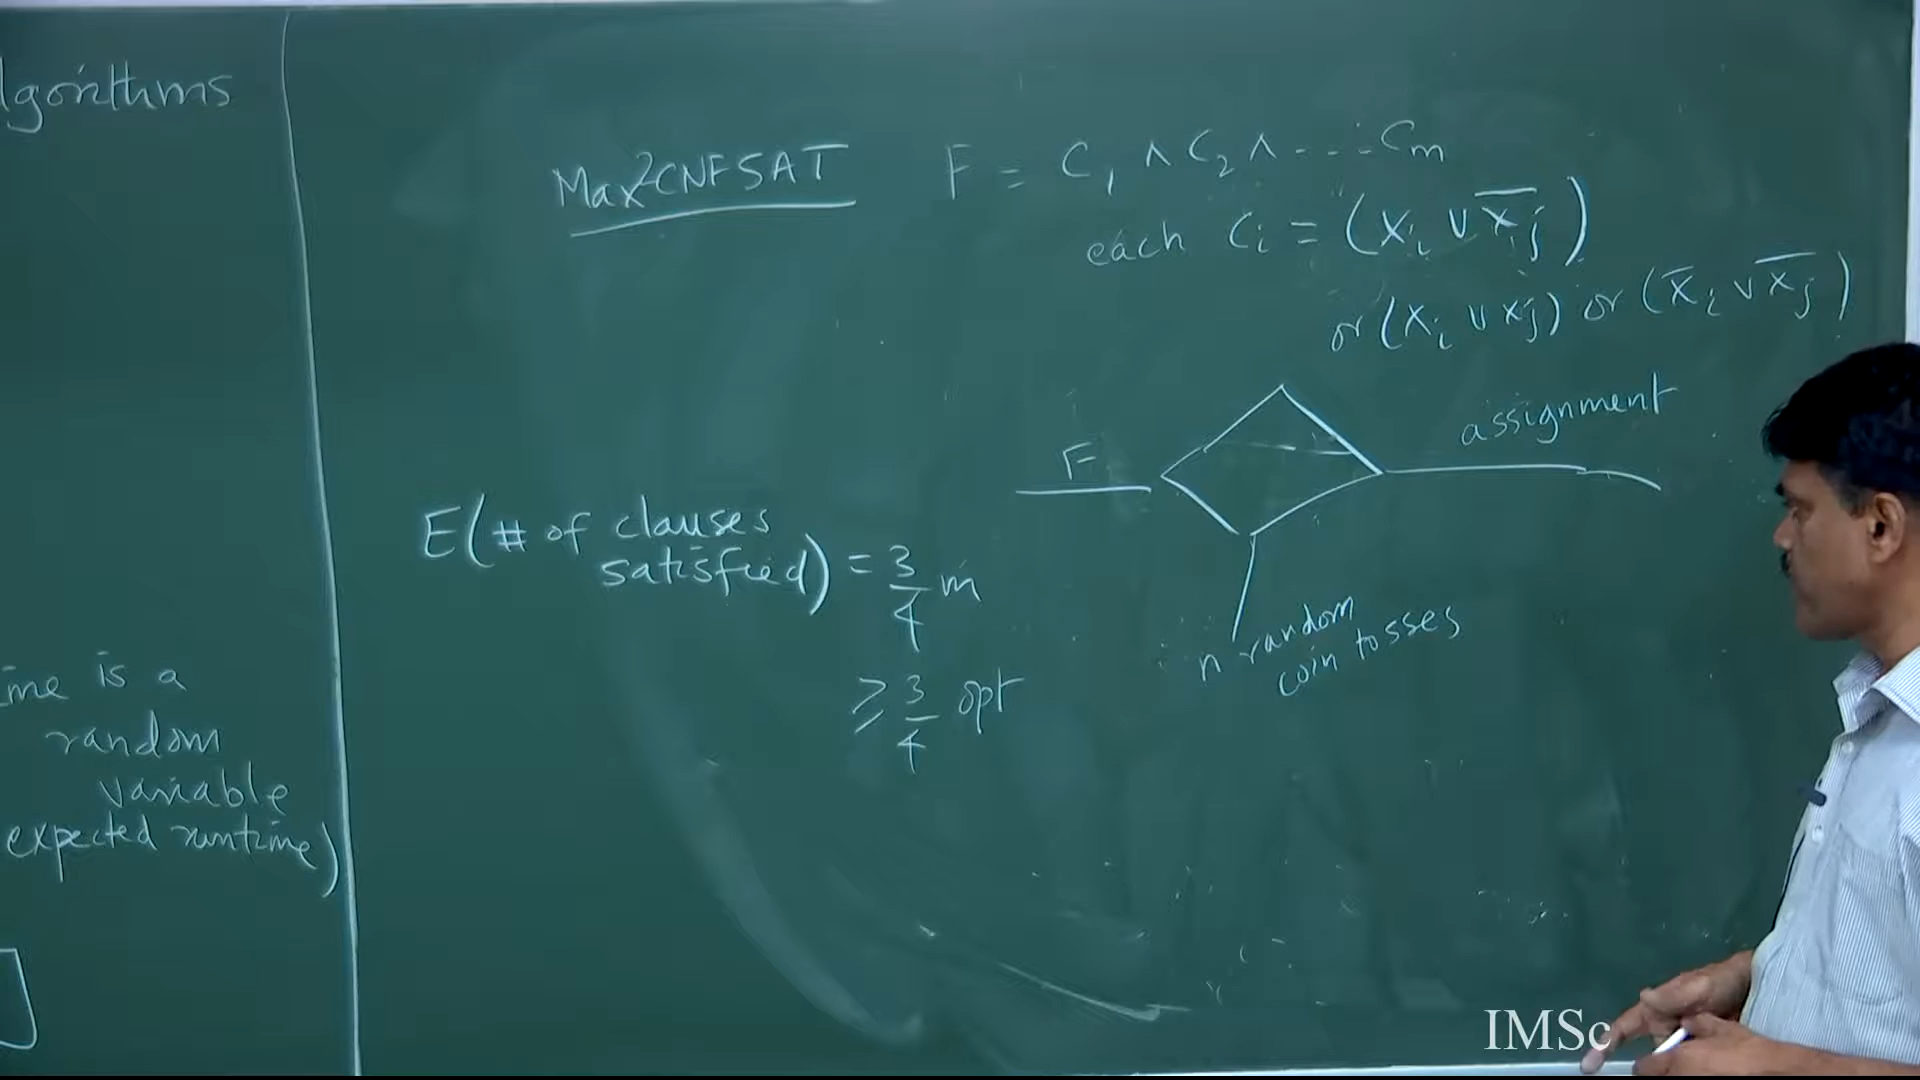 lgorithms
ime is a
random
variable
expected runtime)
Max2CNFSAT
F = C₁ ∧ C₂ ∧ ---- Cₘ
each Cᵢ = (xᵢ ∨ x̅ⱼ)
or (xᵢ ∨ xⱼ) or (x̅ᵢ ∨ x̅ⱼ)
F
assignment
n random
coin tosses
E(# of clauses
satisfied) = 3/4 m
≥ 3/4 opt
IMSc